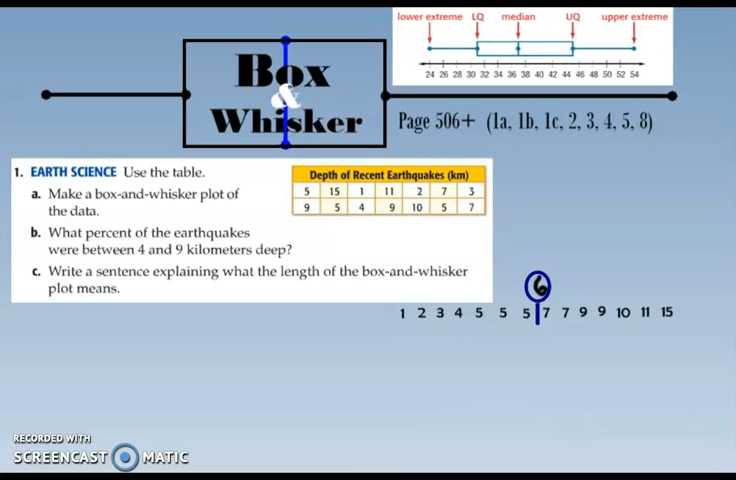 lower extreme LQ median UQ upper extreme
24 26 28 30 32 34 36 38 40 42 44 46 48 50 52 54
Box
&
Whisker
Page 506+ (1a, 1b, 1c, 2, 3, 4, 5, 8)
1. EARTH SCIENCE Use the table.
a. Make a box-and-whisker plot of
the data.
b. What percent of the earthquakes
were between 4 and 9 kilometers deep?
c. Write a sentence explaining what the length of the box-and-whisker
plot means.
Depth of Recent Earthquakes (km)
5 15 1 11 2 7 3
9 5 4 9 10 5 7
6
1 2 3 4 5 5 5 7 7 9 9 10 11 15
RECORDED WITH
SCREENCAST MATIC